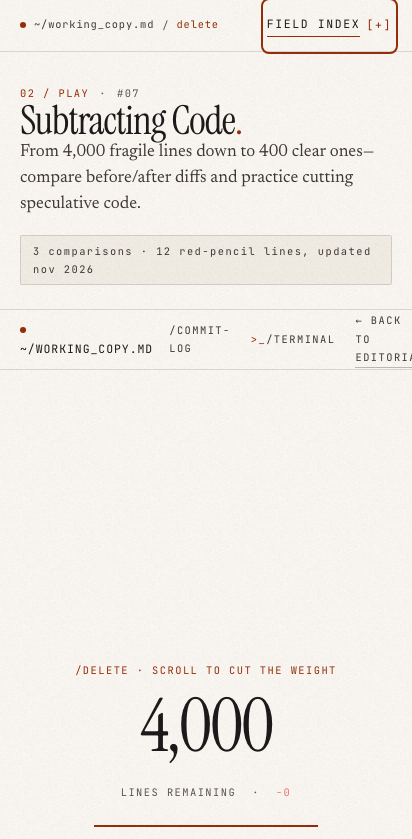 ~/working_copy.md / delete
FIELD INDEX [+]
02 / PLAY · #07
Subtracting Code.
From 4,000 fragile lines down to 400 clear ones—
compare before/after diffs and practice cutting
speculative code.
3 comparisons · 12 red-pencil lines, updated
nov 2026
~/WORKING_COPY.MD
/COMMIT-
LOG
>_/TERMINAL
← BACK
TO
EDITORIA
/DELETE · SCROLL TO CUT THE WEIGHT
4,000
LINES REMAINING · -0